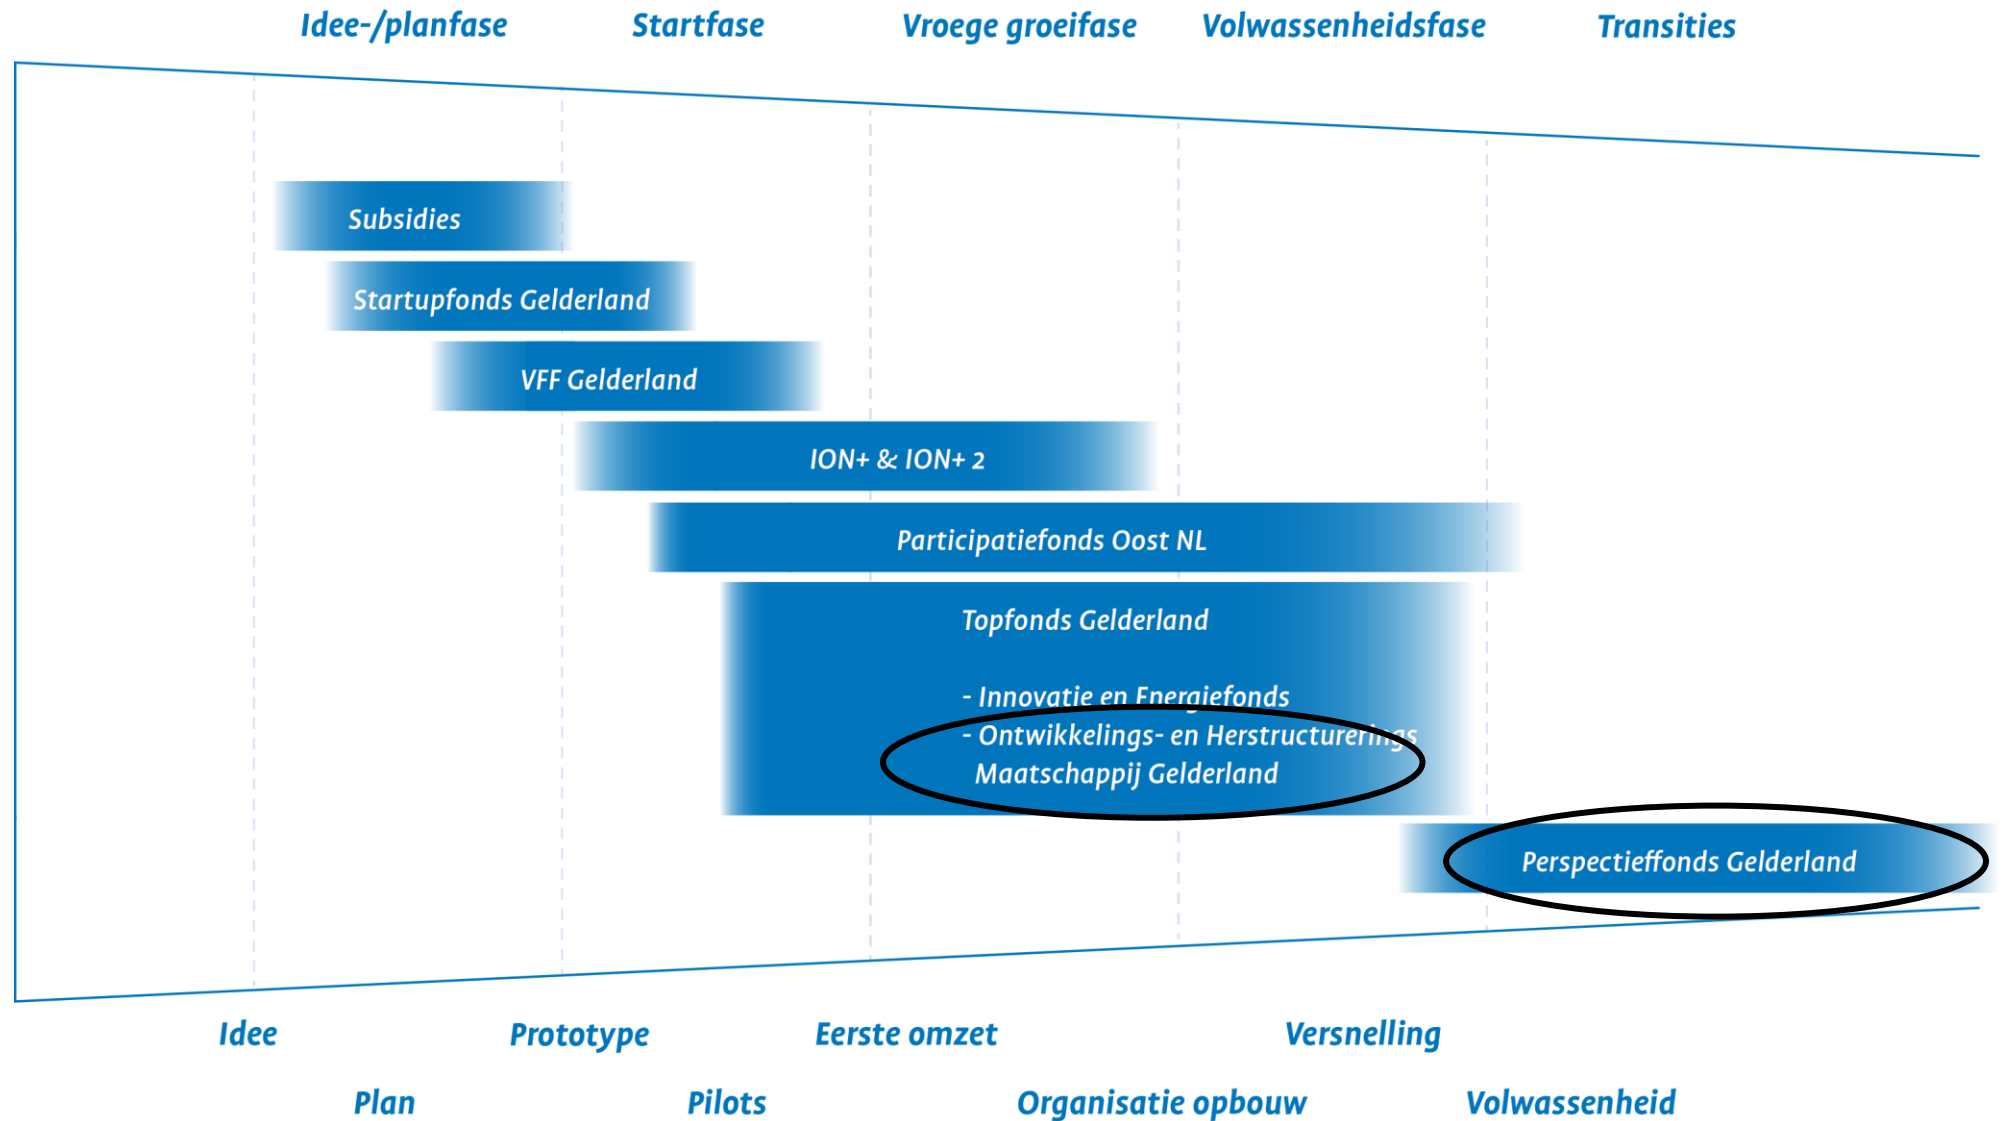 Idee-/planfase
Startfase
Vroege groeifase
Volwassenheidsfase
Transities
Subsidies
Startupfonds Gelderland
VFF Gelderland
ION+ & ION+ 2
Participatiefonds Oost NL
Topfonds Gelderland
- Innovatie en Energiefonds
- Ontwikkelings- en Herstructurerings
Maatschappij Gelderland
Perspectieffonds Gelderland
Idee
Prototype
Eerste omzet
Versnelling
Plan
Pilots
Organisatie opbouw
Volwassenheid